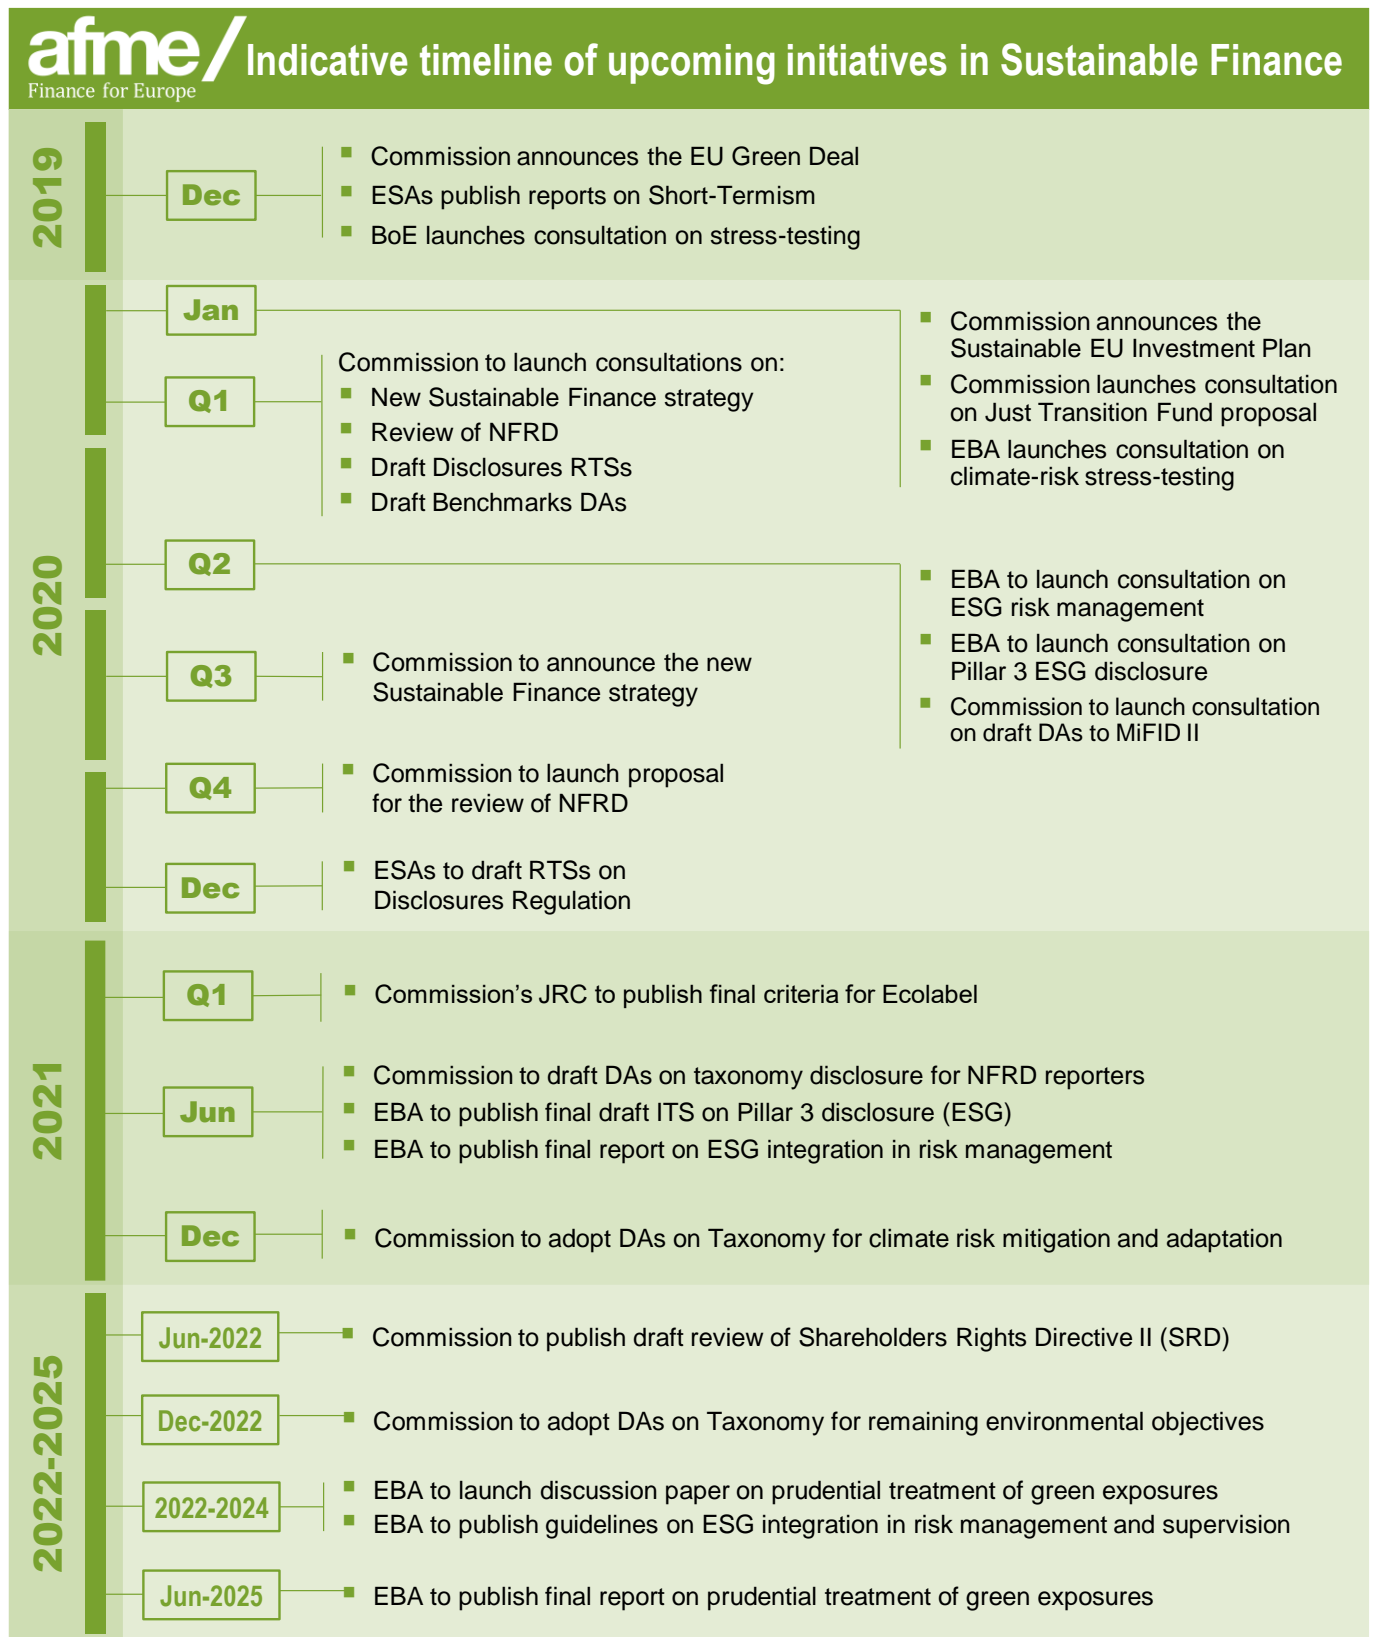 afme/
Finance for Europe
Indicative timeline of upcoming initiatives in Sustainable Finance
2019
Dec
Commission announces the EU Green Deal
ESAs publish reports on Short-Termism
BoE launches consultation on stress-testing
2020
Jan
Commission announces the
Sustainable EU Investment Plan
Commission launches consultation
on Just Transition Fund proposal
EBA launches consultation on
climate-risk stress-testing
Q1
Commission to launch consultations on:
New Sustainable Finance strategy
Review of NFRD
Draft Disclosures RTSs
Draft Benchmarks DAs
Q2
EBA to launch consultation on
ESG risk management
EBA to launch consultation on
Pillar 3 ESG disclosure
Commission to launch consultation
on draft DAs to MiFID II
Q3
Commission to announce the new
Sustainable Finance strategy
Q4
Commission to launch proposal
for the review of NFRD
Dec
ESAs to draft RTSs on
Disclosures Regulation
2021
Q1
Commission's JRC to publish final criteria for Ecolabel
Jun
Commission to draft DAs on taxonomy disclosure for NFRD reporters
EBA to publish final draft ITS on Pillar 3 disclosure (ESG)
EBA to publish final report on ESG integration in risk management
Dec
Commission to adopt DAs on Taxonomy for climate risk mitigation and adaptation
2022-2025
Jun-2022
Commission to publish draft review of Shareholders Rights Directive II (SRD)
Dec-2022
Commission to adopt DAs on Taxonomy for remaining environmental objectives
2022-2024
EBA to launch discussion paper on prudential treatment of green exposures
EBA to publish guidelines on ESG integration in risk management and supervision
Jun-2025
EBA to publish final report on prudential treatment of green exposures